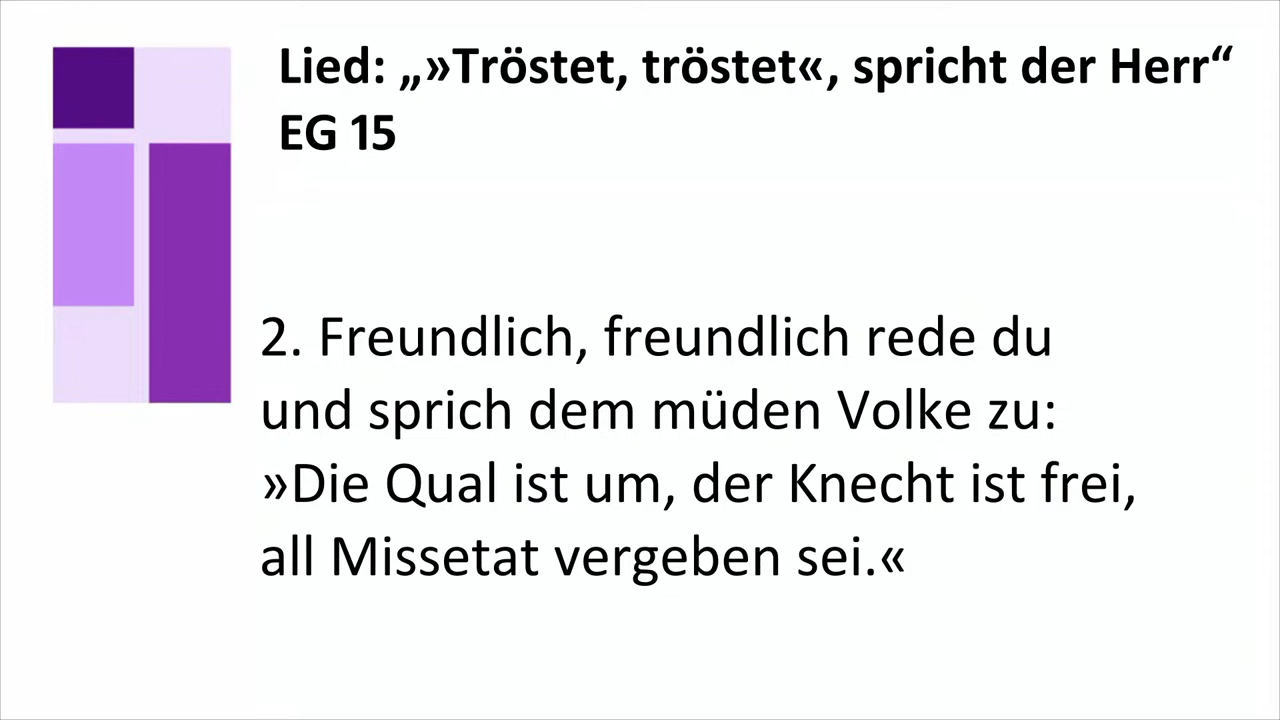 Lied: „»Tröstet, tröstet«, spricht der Herr“
EG 15
2. Freundlich, freundlich rede du
und sprich dem müden Volke zu:
»Die Qual ist um, der Knecht ist frei,
all Missetat vergeben sei.«